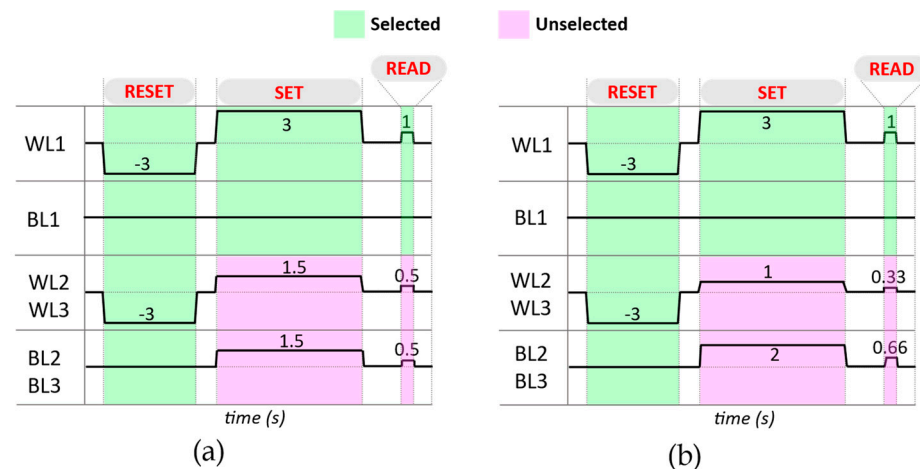 Selected Unselected
READ READ
RESET SET RESET SET
WL1 -3 3 1 WL1 -3 3 1
BL1 BL1
WL2 1.5 0.5 WL2 1 0.33
WL3 -3 WL3 -3
BL2 1.5 0.5 BL2 2 0.66
BL3 BL3
time (s) time (s)
(a) (b)